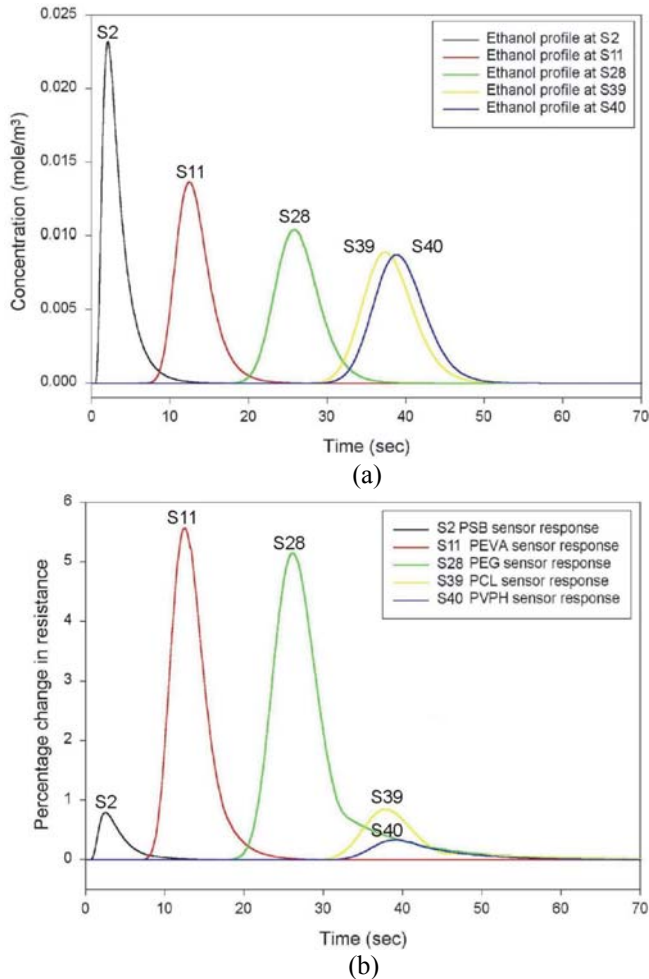 0.025
0.020
0.015
0.010
0.005
0.000
Concentration (mole/m³)
S2
S11
S28
S39
S40
Ethanol profile at S2
Ethanol profile at S11
Ethanol profile at S28
Ethanol profile at S39
Ethanol profile at S40
0 10 20 30 40 50 60 70
Time (sec)
(a)
6
5
4
3
2
1
0
Percentage change in resistance
S2
S11
S28
S39
S40
S2 PSB sensor response
S11 PEVA sensor response
S28 PEG sensor response
S39 PCL sensor response
S40 PVPH sensor response
0 10 20 30 40 50 60 70
Time (sec)
(b)